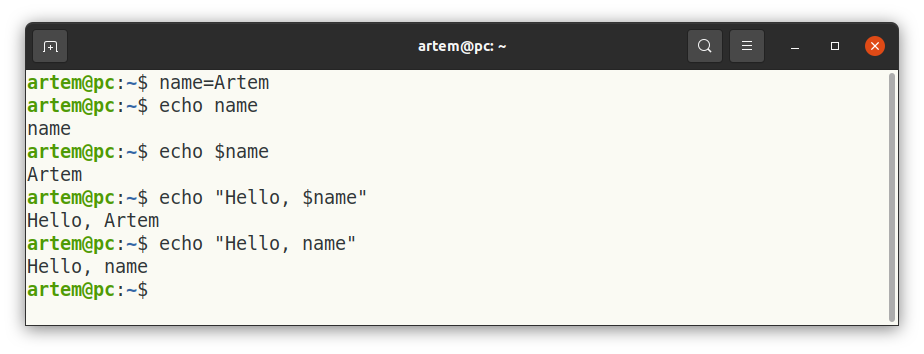 artem@pc: ~
artem@pc:~$ name=Artem
artem@pc:~$ echo name
name
artem@pc:~$ echo $name
Artem
artem@pc:~$ echo "Hello, $name"
Hello, Artem
artem@pc:~$ echo "Hello, name"
Hello, name
artem@pc:~$